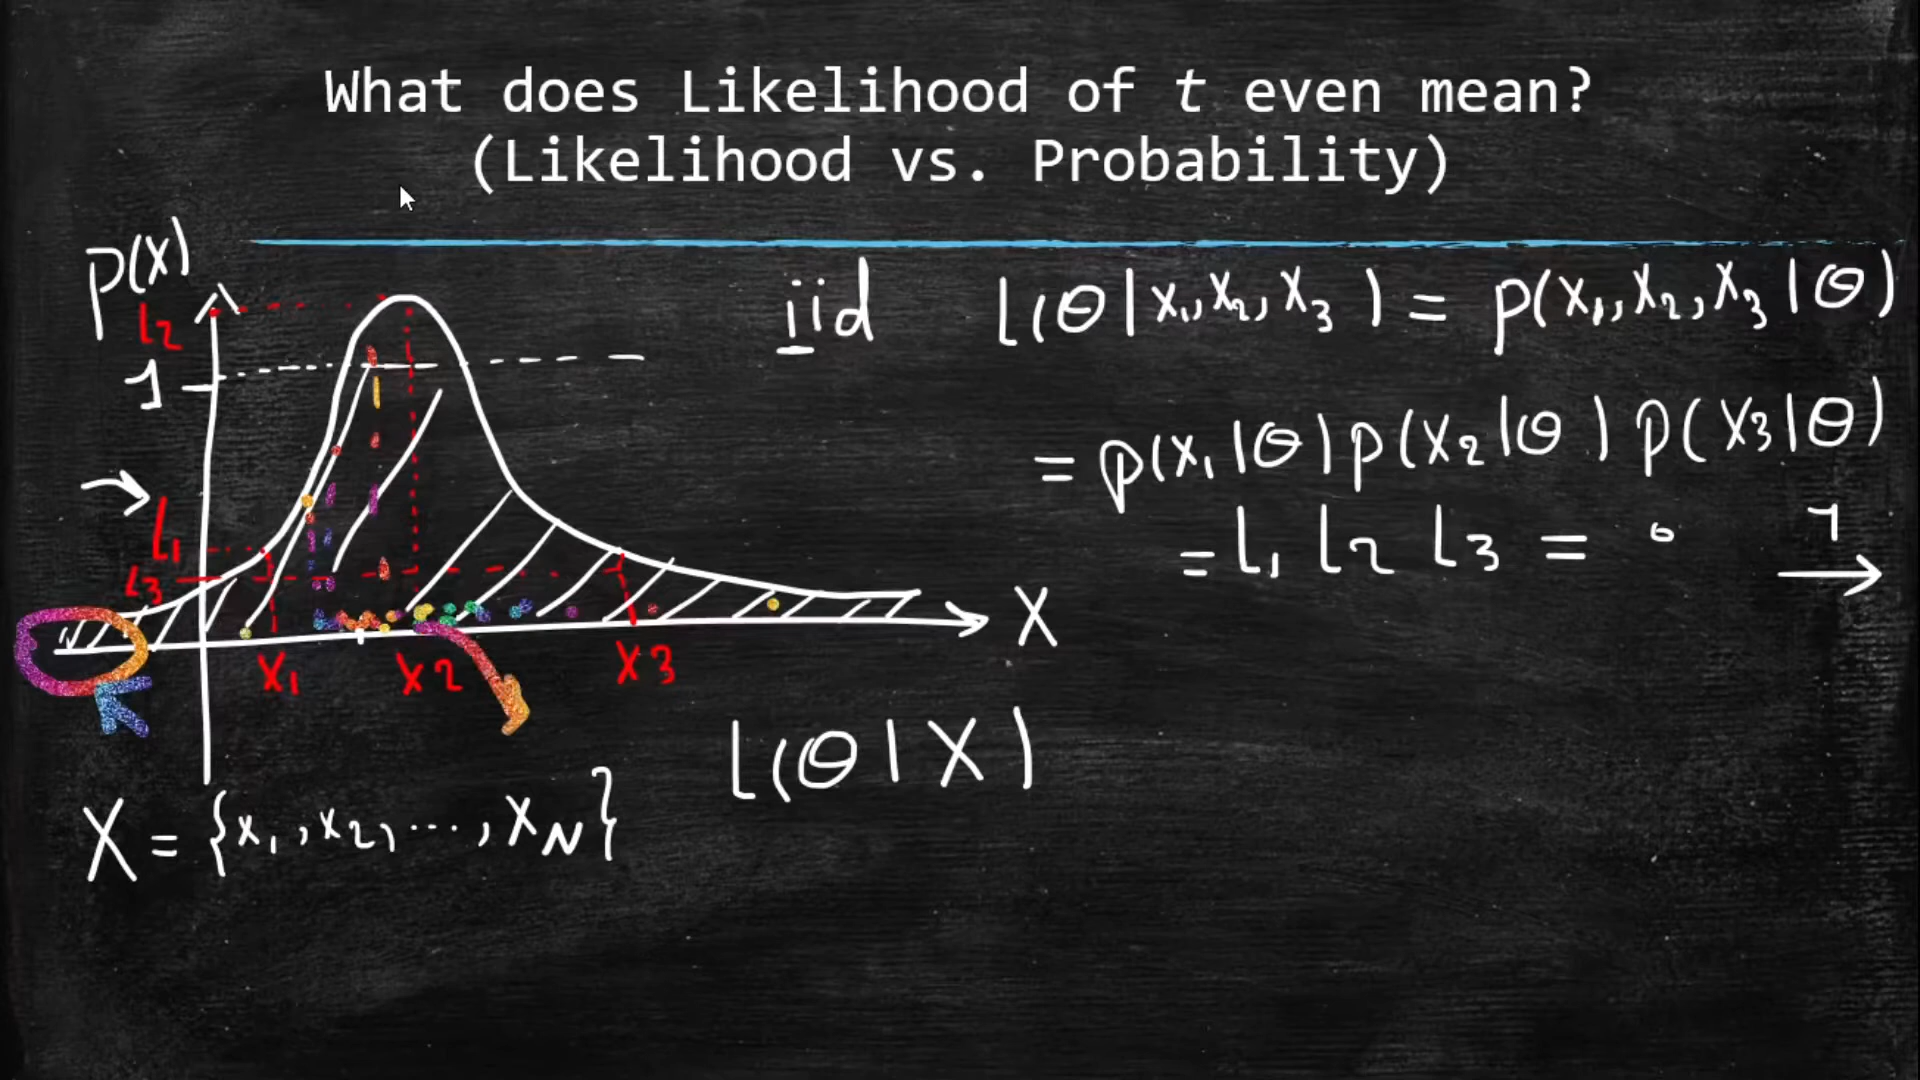 What does Likelihood of t even mean?
(Likelihood vs. Probability)
P(X)
L2
1
L1
L3
X1
X2
X3
X
iid
L(θ|X1,X2,X3) = P(X1,X2,X3|θ)
= P(X1|θ)P(X2|θ)P(X3|θ)
= L1 L2 L3 =
L(θ|X)
X = {x1,x2,...,xN}